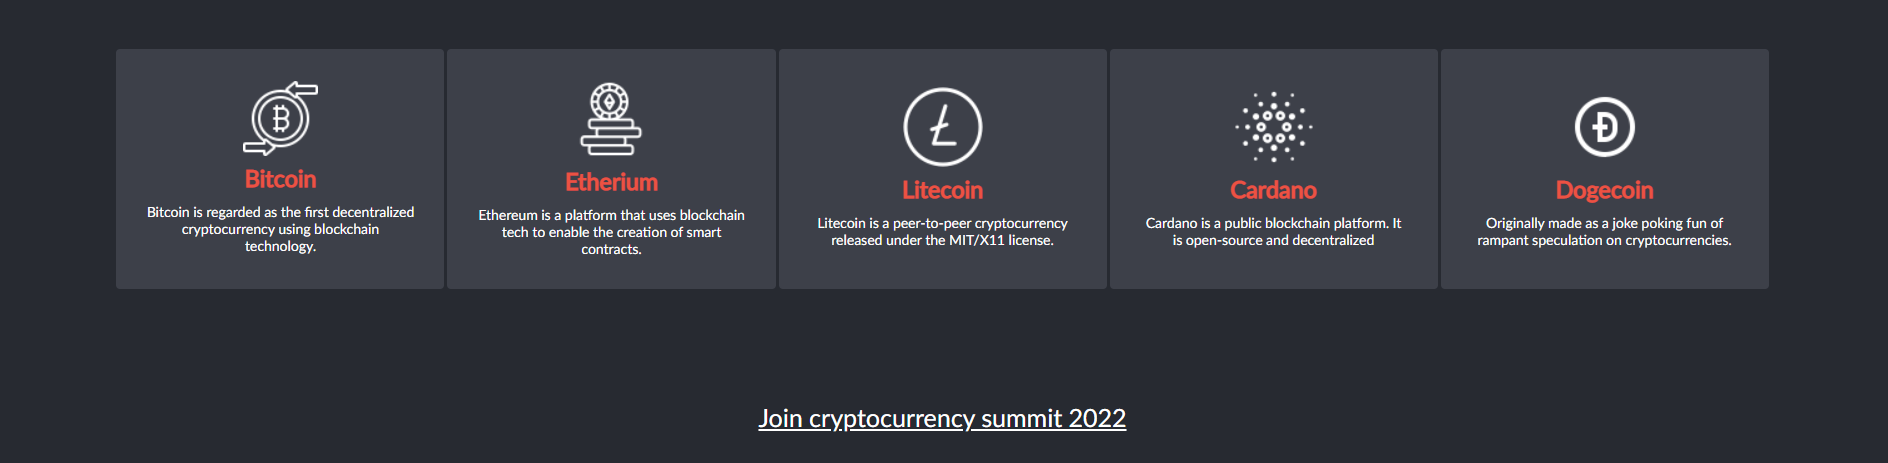 Bitcoin
Bitcoin is regarded as the first decentralized
cryptocurrency using blockchain
technology.
Etherium
Ethereum is a platform that uses blockchain
tech to enable the creation of smart
contracts.
Litecoin
Litecoin is a peer-to-peer cryptocurrency
released under the MIT/X11 license.
Cardano
Cardano is a public blockchain platform. It
is open-source and decentralized
Dogecoin
Originally made as a joke poking fun of
rampant speculation on cryptocurrencies.
Join cryptocurrency summit 2022